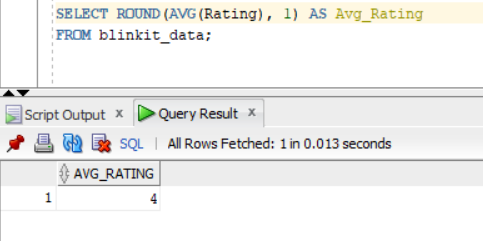 SELECT ROUND(AVG(Rating), 1) AS Avg_Rating
FROM blinkit_data;
Script Output x Query Result x
SQL | All Rows Fetched: 1 in 0.013 seconds
AVG_RATING
1 4